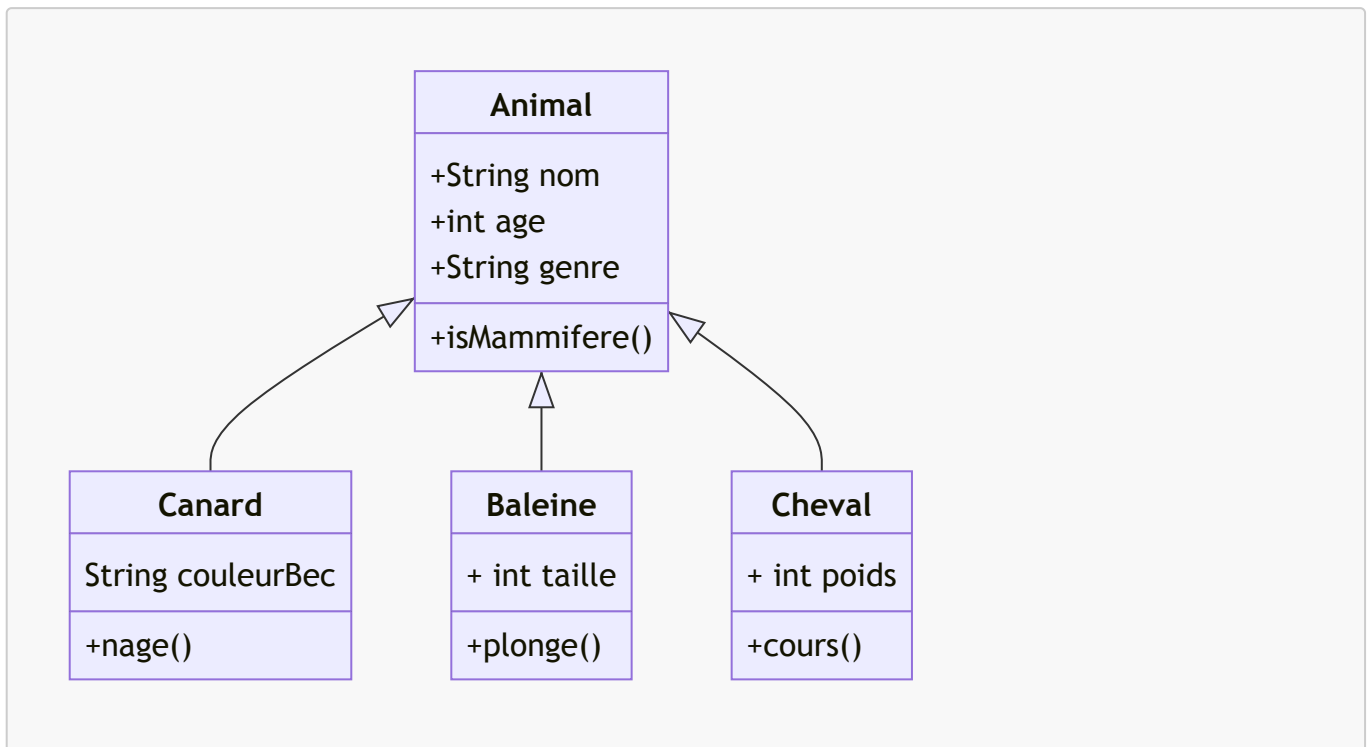 Animal
+String nom
+int age
+String genre
+isMammifere()
Canard
String couleurBec
+nage()
Baleine
+ int taille
+plonge()
Cheval
+ int poids
+cours()